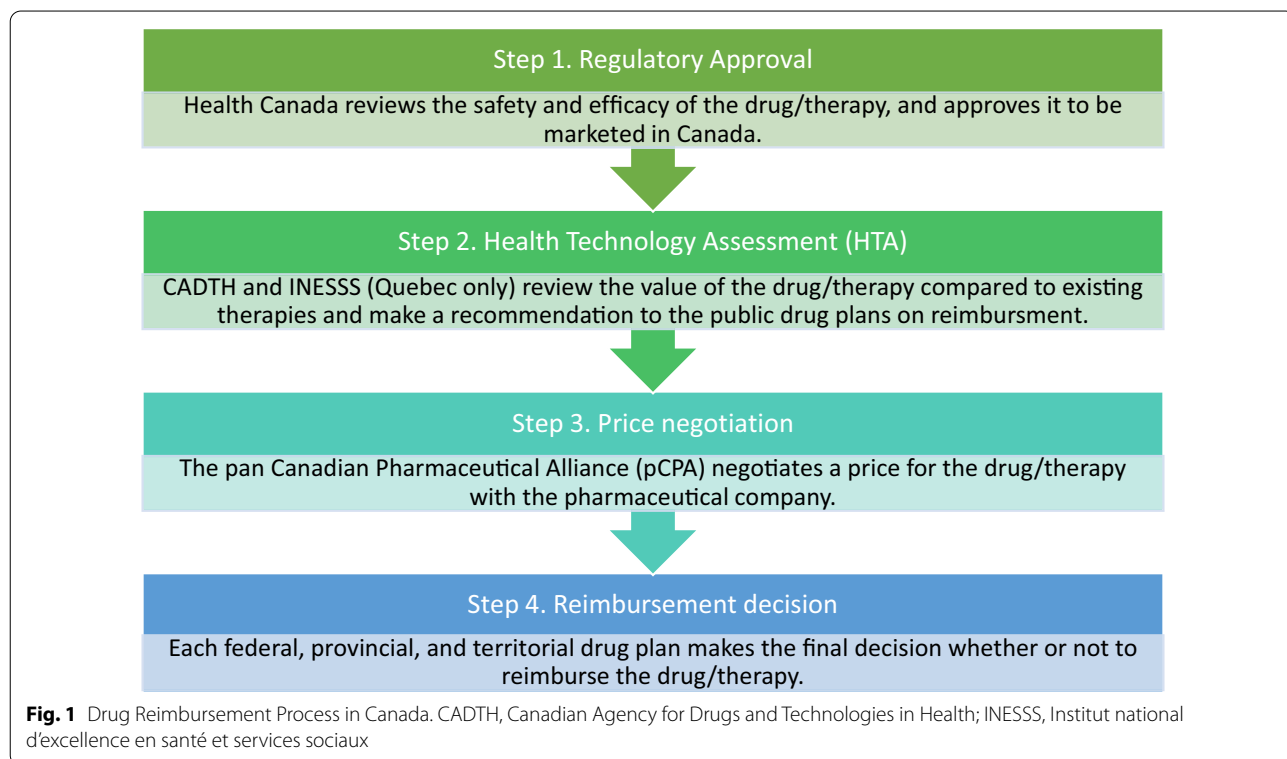 Step 1. Regulatory Approval
Health Canada reviews the safety and efficacy of the drug/therapy, and approves it to be
marketed in Canada.
Step 2. Health Technology Assessment (HTA)
CADTH and INESSS (Quebec only) review the value of the drug/therapy compared to existing
therapies and make a recommendation to the public drug plans on reimbursment.
Step 3. Price negotiation
The pan Canadian Pharmaceutical Alliance (pCPA) negotiates a price for the drug/therapy
with the pharmaceutical company.
Step 4. Reimbursement decision
Each federal, provincial, and territorial drug plan makes the final decision whether or not to
reimburse the drug/therapy.
Fig. 1 Drug Reimbursement Process in Canada. CADTH, Canadian Agency for Drugs and Technologies in Health; INESSS, Institut national
d’excellence en santé et services sociaux